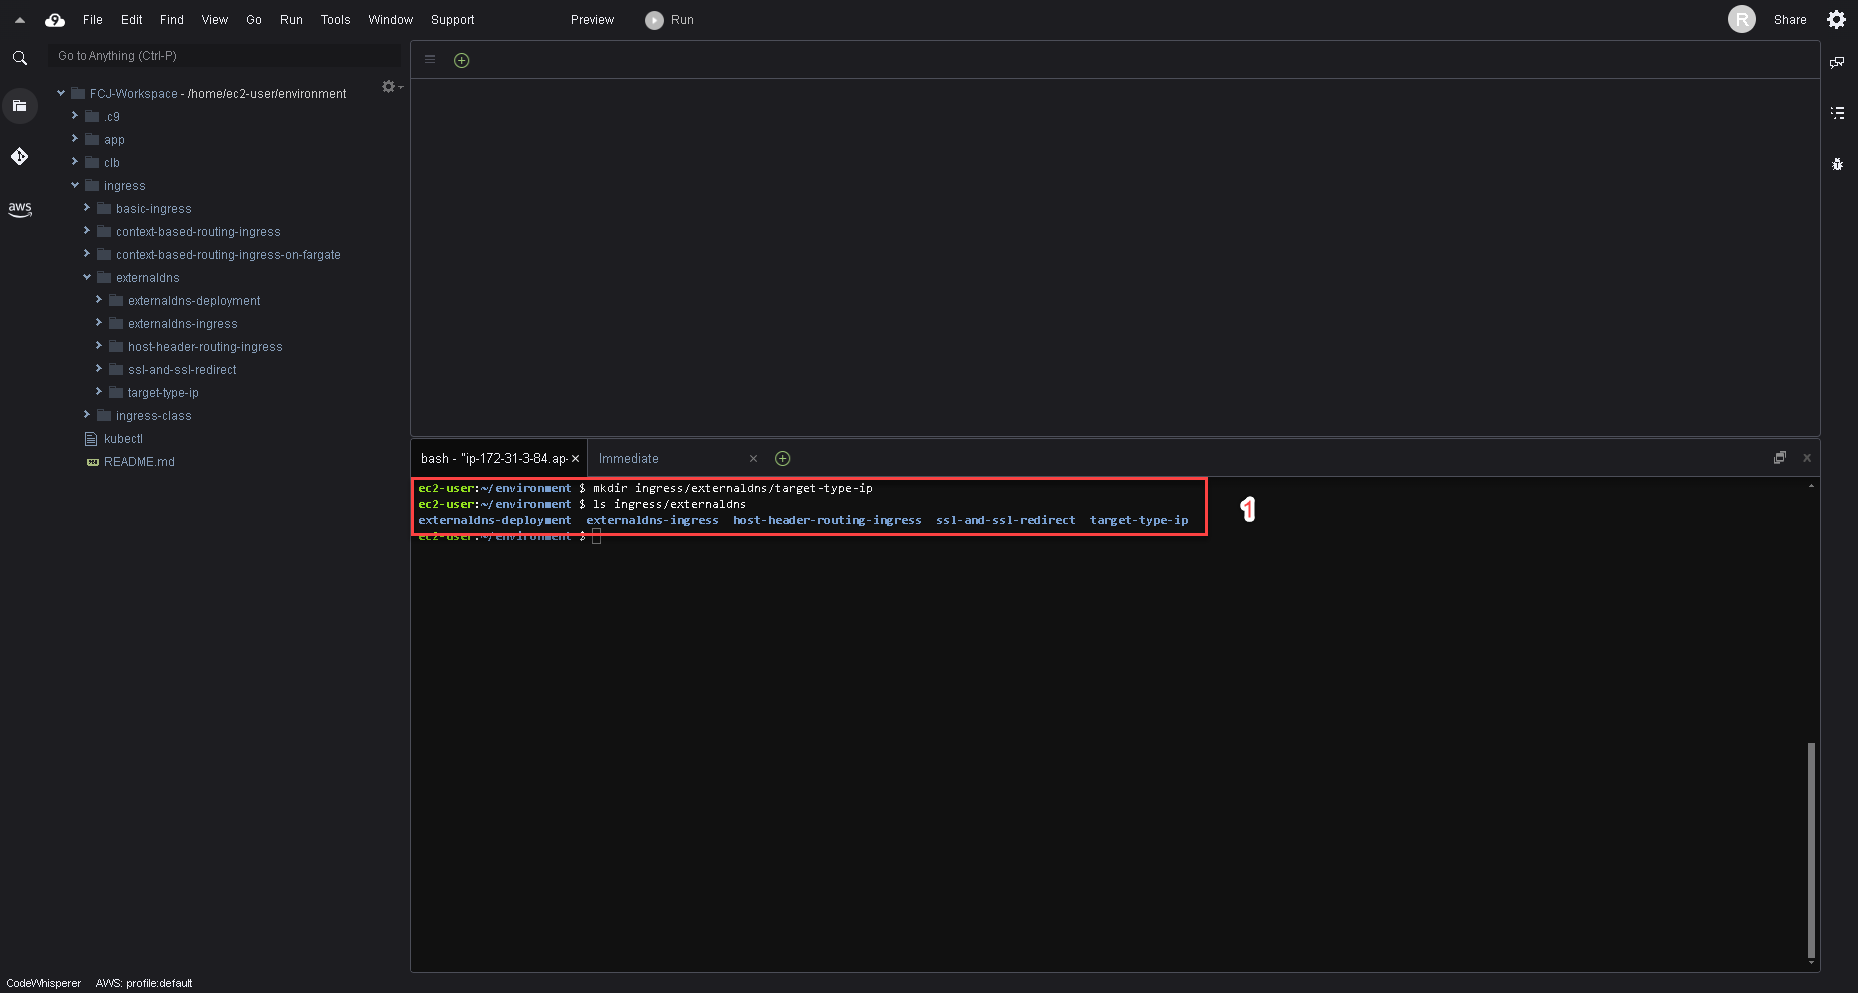 File Edit Find View Go Run Tools Window Support Preview Run R Share
Go to Anything (Ctrl-P)
FCJ-Workspace - /home/ec2-user/environment
.c9
app
clb
ingress
basic-ingress
context-based-routing-ingress
context-based-routing-ingress-on-fargate
externaldns
externaldns-deployment
externaldns-ingress
host-header-routing-ingress
ssl-and-ssl-redirect
target-type-ip
ingress-class
kubectl
README.md
aws
bash - "ip-172-31-3-84.ap- Immediate
ec2-user:~/environment $ mkdir ingress/externaldns/target-type-ip
ec2-user:~/environment $ ls ingress/externaldns
externaldns-deployment externaldns-ingress host-header-routing-ingress ssl-and-ssl-redirect target-type-ip
ec2-user:~/environment $
1
CodeWhisperer AWS: profile:default